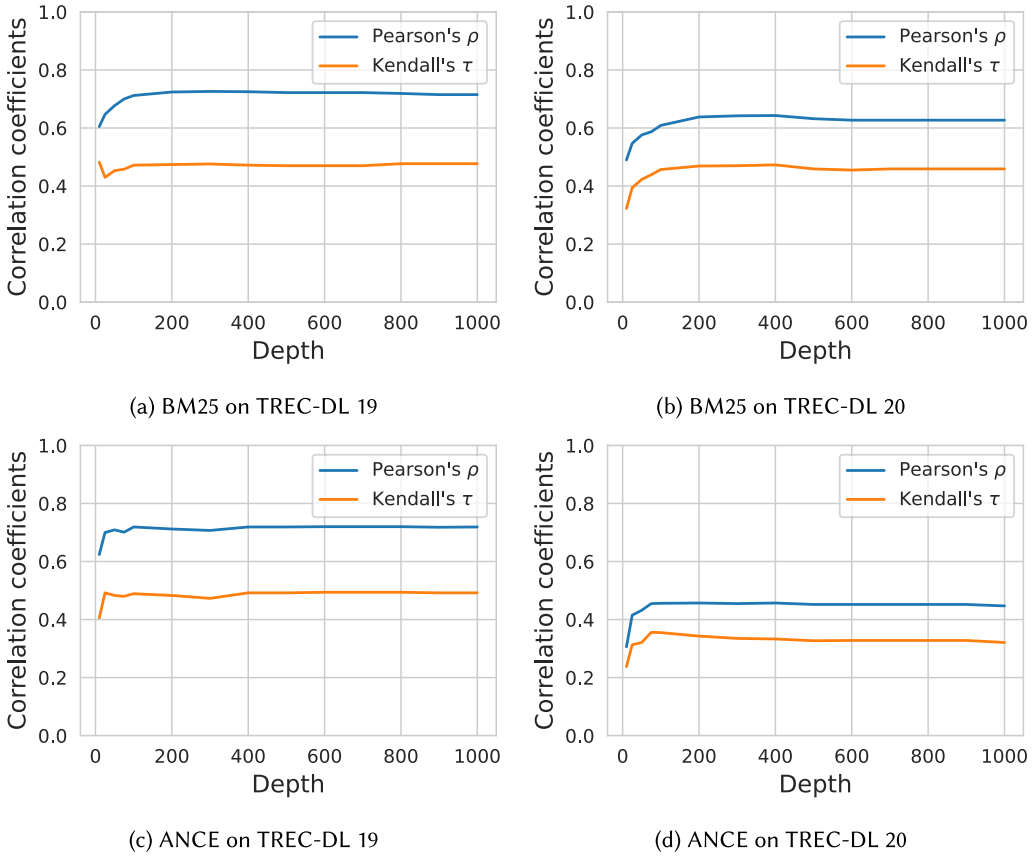 1.0
0.8
0.6
0.4
0.2
0.0
Correlation coefficients
Pearson's ρ
Kendall's τ
0 200 400 600 800 1000
Depth
(a) BM25 on TREC-DL 19
1.0
0.8
0.6
0.4
0.2
0.0
Correlation coefficients
Pearson's ρ
Kendall's τ
0 200 400 600 800 1000
Depth
(b) BM25 on TREC-DL 20
1.0
0.8
0.6
0.4
0.2
0.0
Correlation coefficients
Pearson's ρ
Kendall's τ
0 200 400 600 800 1000
Depth
(c) ANCE on TREC-DL 19
1.0
0.8
0.6
0.4
0.2
0.0
Correlation coefficients
Pearson's ρ
Kendall's τ
0 200 400 600 800 1000
Depth
(d) ANCE on TREC-DL 20